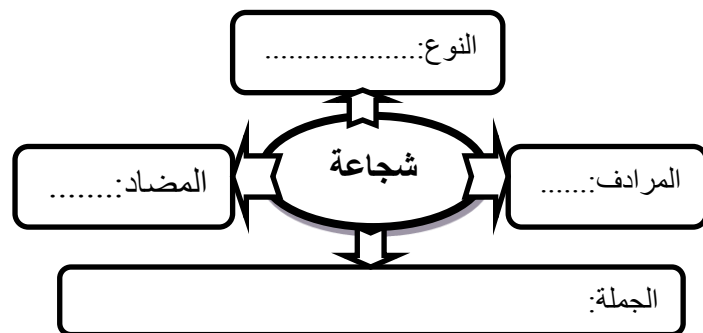 النوع:...................
شجاعة
المرادف:......
المضاد:........
الجملة: